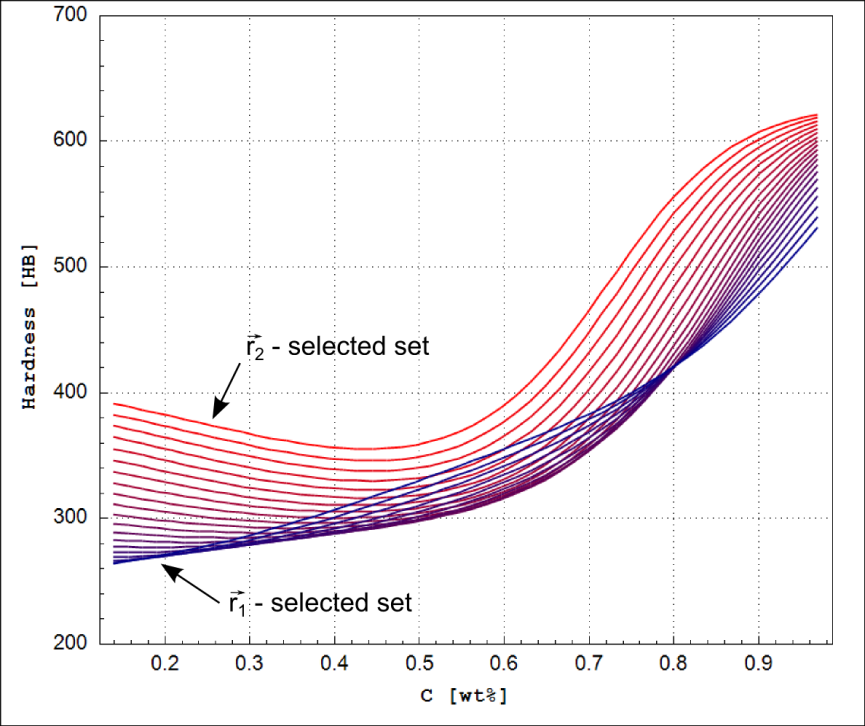 700
600
500
400
300
200
Hardness [HB]
r⃗2 - selected set
r⃗1 - selected set
0.2 0.3 0.4 0.5 0.6 0.7 0.8 0.9
C [wt%]